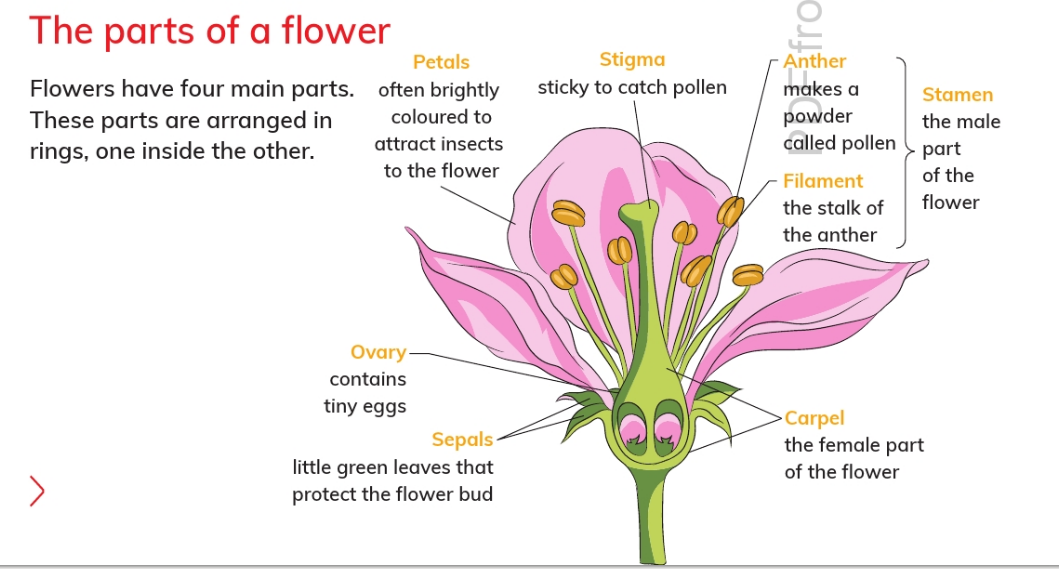 The parts of a flower
Flowers have four main parts.
These parts are arranged in
rings, one inside the other.
Petals
often brightly
coloured to
attract insects
to the flower
Stigma
sticky to catch pollen
Anther
makes a
powder
called pollen
Filament
the stalk of
the anther
Stamen
the male
part
of the
flower
Ovary
contains
tiny eggs
Sepals
little green leaves that
protect the flower bud
Carpel
the female part
of the flower